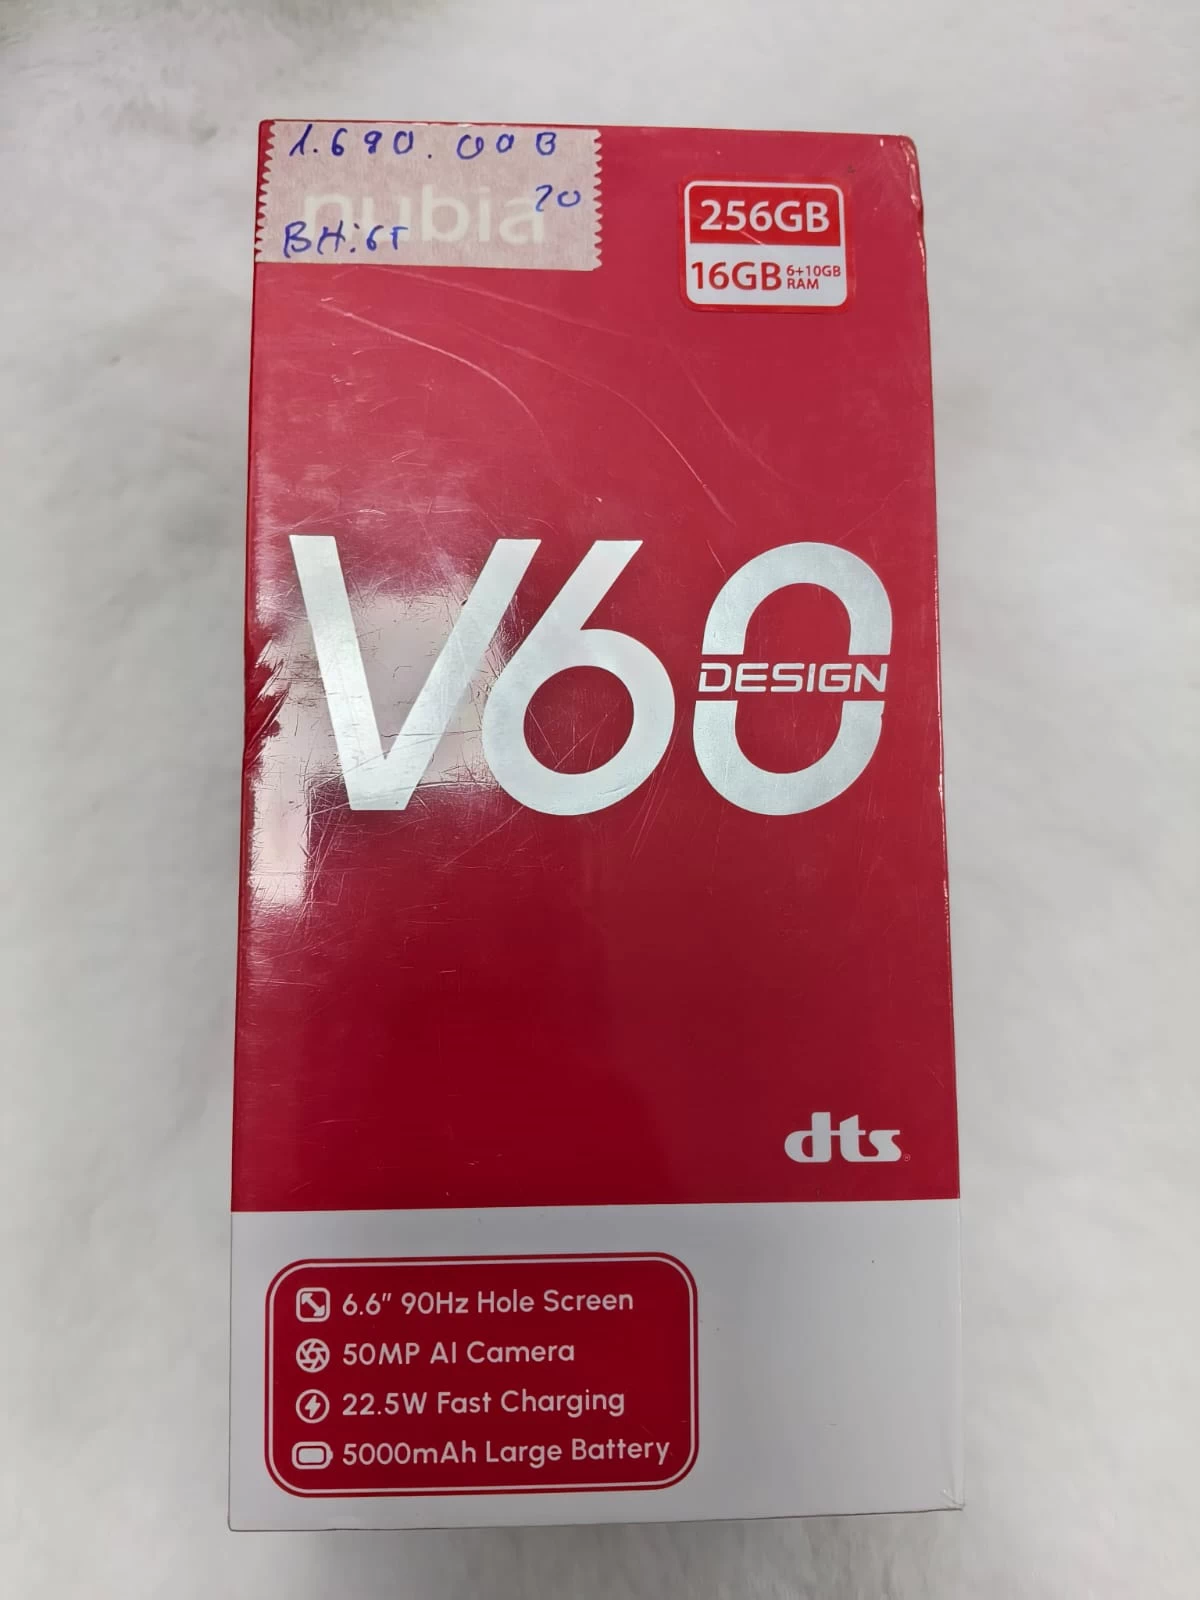 1.690.000
20
BH:6T
nubia
256GB
16GB 6+10GB RAM
V60
DESIGN
dts
6.6" 90Hz Hole Screen
50MP AI Camera
22.5W Fast Charging
5000mAh Large Battery